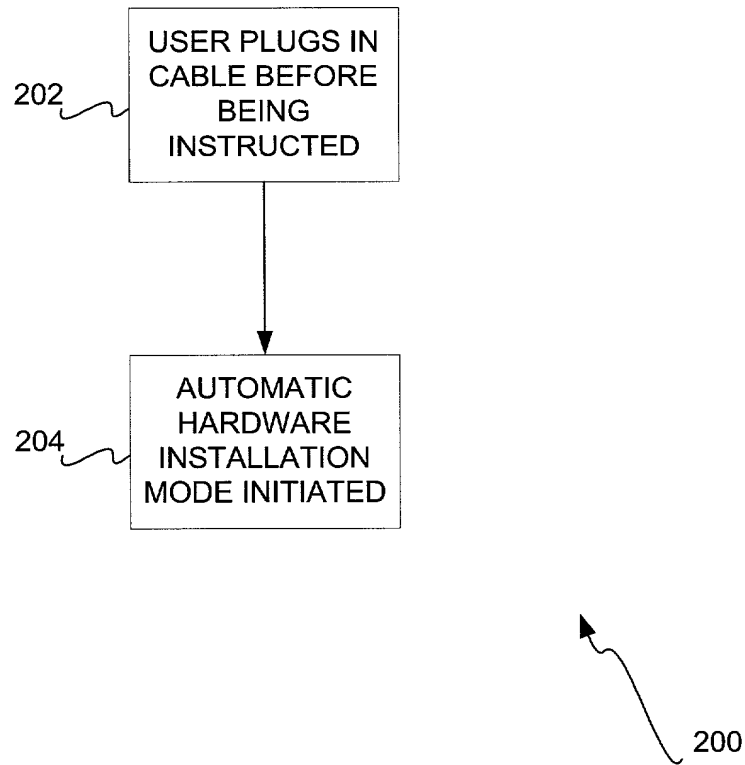 USER PLUGS IN
CABLE BEFORE
BEING
INSTRUCTED
202
AUTOMATIC
HARDWARE
INSTALLATION
MODE INITIATED
204
200